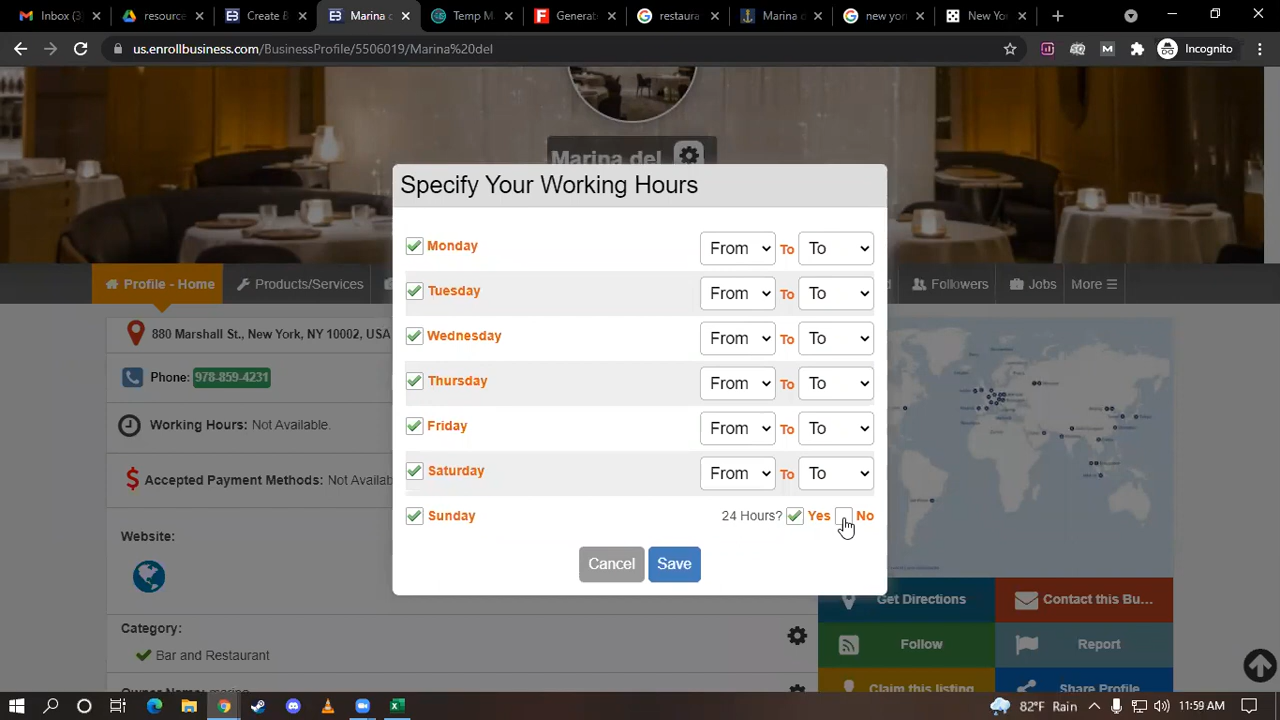 Inbox (3
resource
Create B
Marina d
Temp M
Generat
restaura
Marina d
new yor
New Yo
us.enrollbusiness.com/BusinessProfile/5506019/Marina%20del
Incognito
Marina del
Specify Your Working Hours
Monday From To To
Tuesday From To To
Wednesday From To To
Thursday From To To
Friday From To To
Saturday From To To
Sunday 24 Hours? Yes No
Cancel Save
Profile - Home
Products/Services
Followers
Jobs
More
880 Marshall St., New York, NY 10002, USA
Phone: 978-859-4231
Working Hours: Not Available.
Accepted Payment Methods: Not Availab
Website:
Category:
Bar and Restaurant
Get Directions
Contact this Bu...
Follow
Report
Claim this listing
Share Profile
82°F Rain
11:59 AM